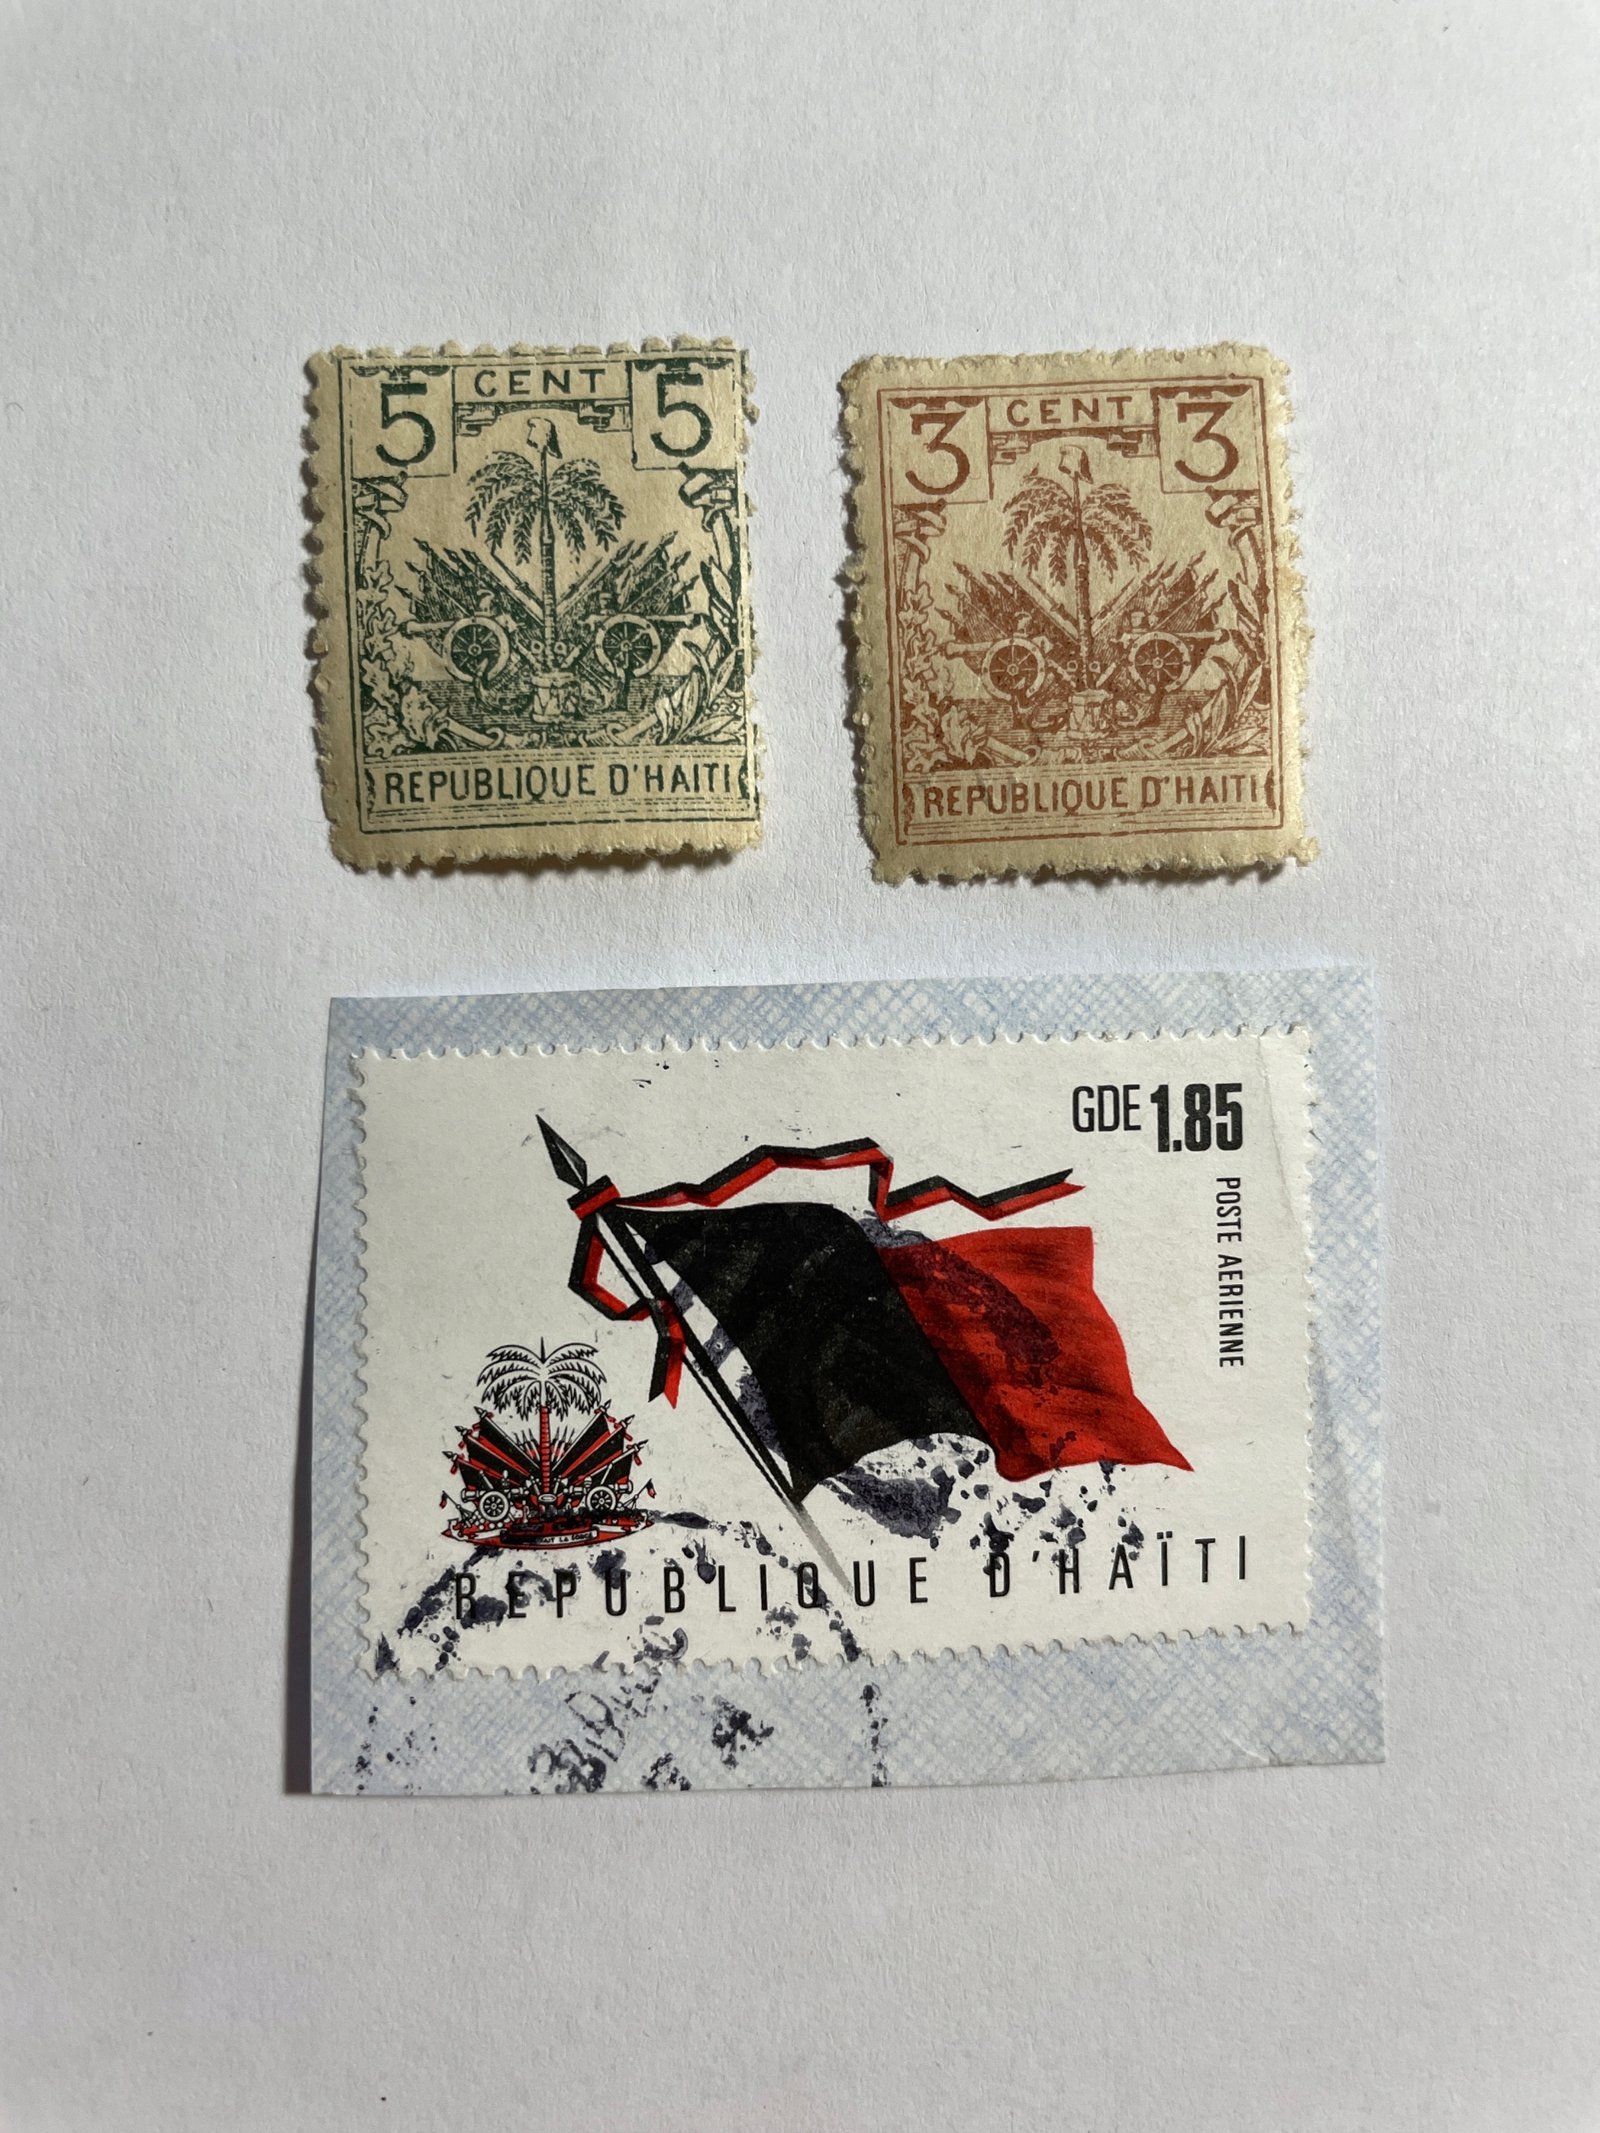 5 CENT 5
REPUBLIQUE D'HAITI
3 CENT 3
REPUBLIQUE D'HAITI
GDE 1.85
POSTE AERIENNE
REPUBLIQUE D'HAÏTI